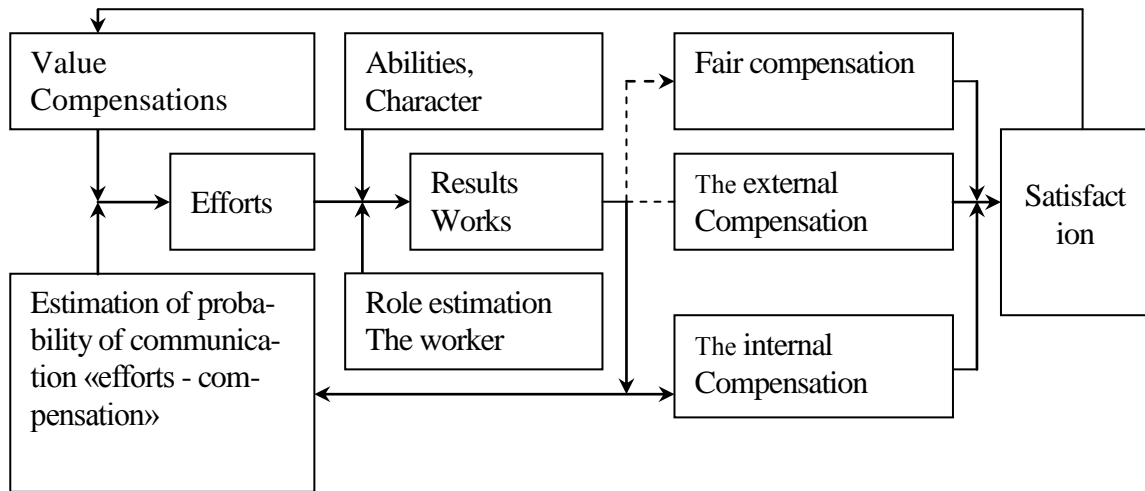 Value
Compensations
Abilities,
Character
Fair compensation
Efforts
Results
Works
The external
Compensation
Satisfact
ion
Estimation of proba-
bility of communica-
tion «efforts - com-
pensation»
Role estimation
The worker
The internal
Compensation